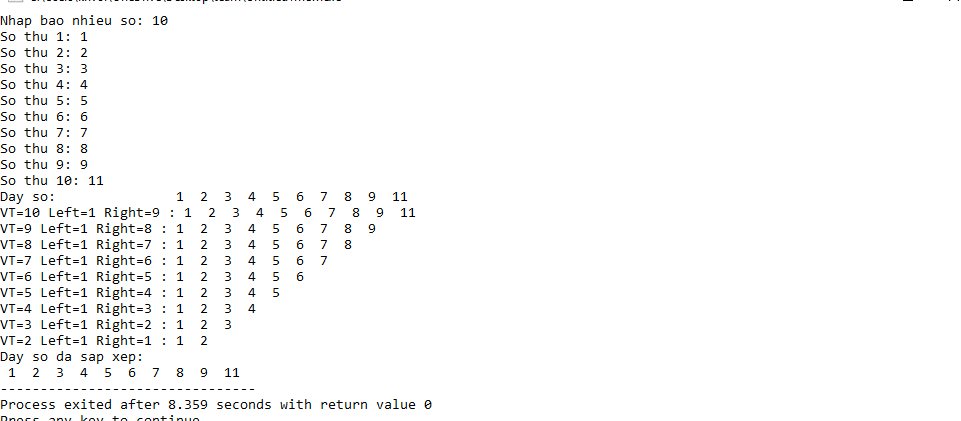 Nhap bao nhieu so: 10
So thu 1: 1
So thu 2: 2
So thu 3: 3
So thu 4: 4
So thu 5: 5
So thu 6: 6
So thu 7: 7
So thu 8: 8
So thu 9: 9
So thu 10: 11
Day so:               1  2  3  4  5  6  7  8  9  11
VT=10 Left=1 Right=9 : 1  2  3  4  5  6  7  8  9  11
VT=9 Left=1 Right=8 : 1  2  3  4  5  6  7  8  9
VT=8 Left=1 Right=7 : 1  2  3  4  5  6  7  8
VT=7 Left=1 Right=6 : 1  2  3  4  5  6  7
VT=6 Left=1 Right=5 : 1  2  3  4  5  6
VT=5 Left=1 Right=4 : 1  2  3  4  5
VT=4 Left=1 Right=3 : 1  2  3  4
VT=3 Left=1 Right=2 : 1  2  3
VT=2 Left=1 Right=1 : 1  2
Day so da sap xep:
 1  2  3  4  5  6  7  8  9  11
--------------------------------
Process exited after 8.359 seconds with return value 0
Press any key to continue